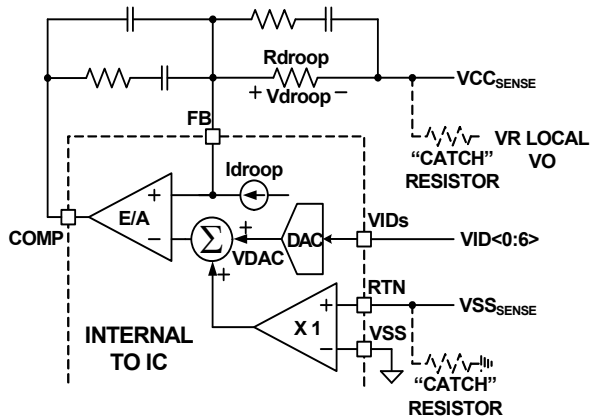 Rdroop
+ Vdroop −
VCCSENSE
FB
"CATCH"
RESISTOR
VR LOCAL
VO
Idroop
+
E/A
−
COMP
Σ
+
+
VDAC
DAC
VIDs
VID<0:6>
RTN
VSSSENSE
+
X 1
−
VSS
INTERNAL
TO IC
"CATCH"
RESISTOR